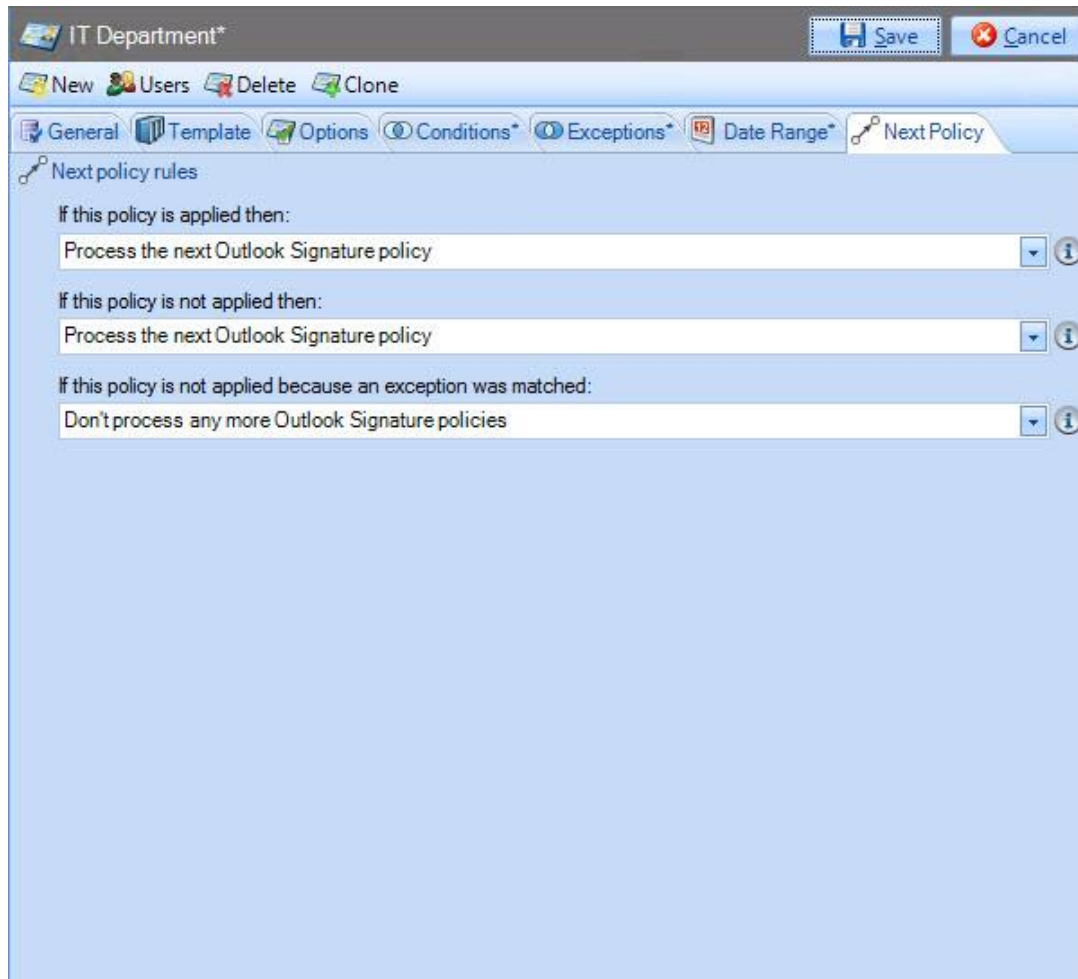 IT Department*
Save Cancel
New Users Delete Clone
General Template Options Conditions* Exceptions* Date Range* Next Policy
Next policy rules
If this policy is applied then:
Process the next Outlook Signature policy
If this policy is not applied then:
Process the next Outlook Signature policy
If this policy is not applied because an exception was matched:
Don't process any more Outlook Signature policies